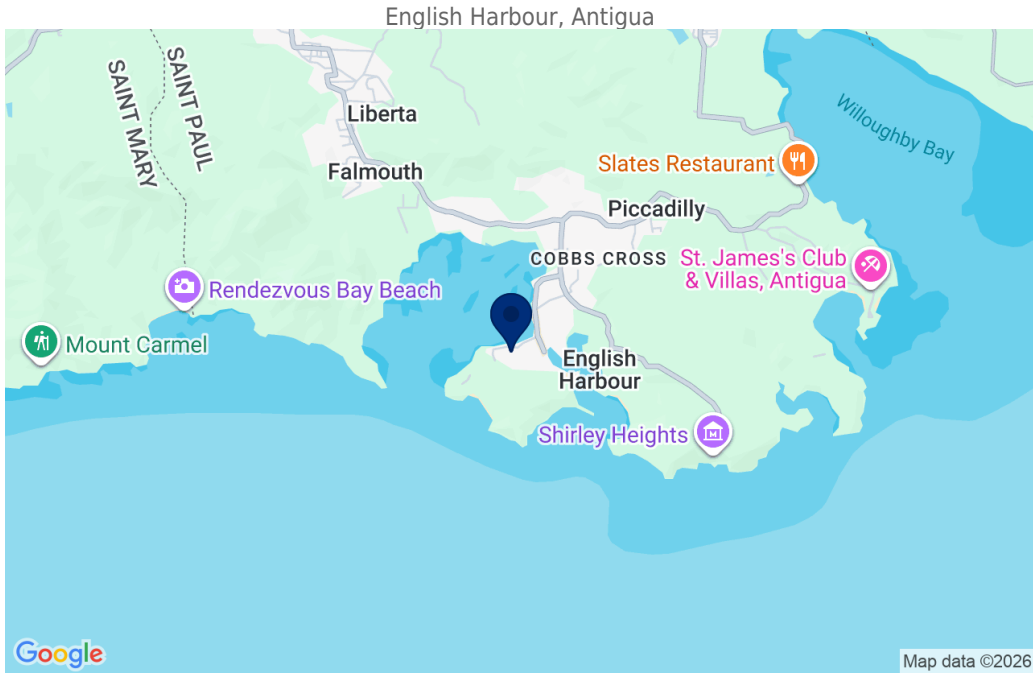 English Harbour, Antigua
SAINT MARY
SAINT PAUL
Liberta
Falmouth
Willoughby Bay
Slates Restaurant
Piccadilly
COBBS CROSS
St. James's Club
& Villas, Antigua
Rendezvous Bay Beach
Mount Carmel
English
Harbour
Shirley Heights
Google
Map data ©2026